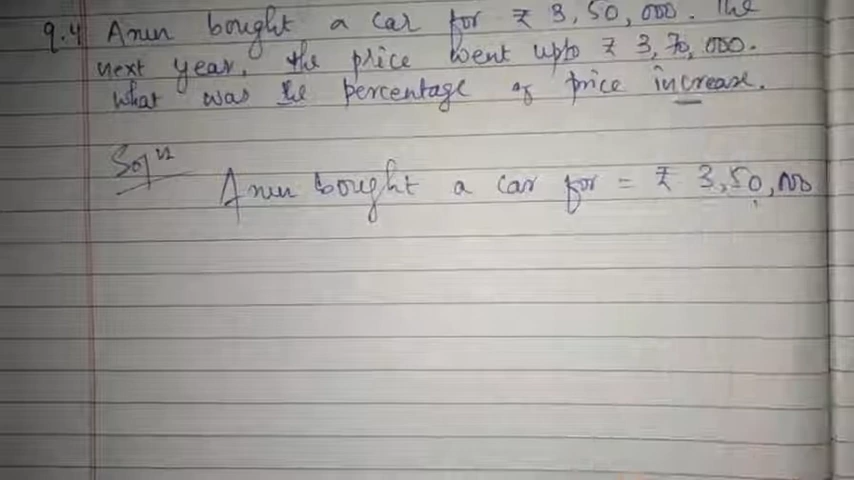 Q.4 Arun bought a car for ₹ 3,50,000. The
next year, the price went upto ₹ 3,70,000.
what was the percentage of price increase.
Solⁿ
Arun bought a car for = ₹ 3,50,000